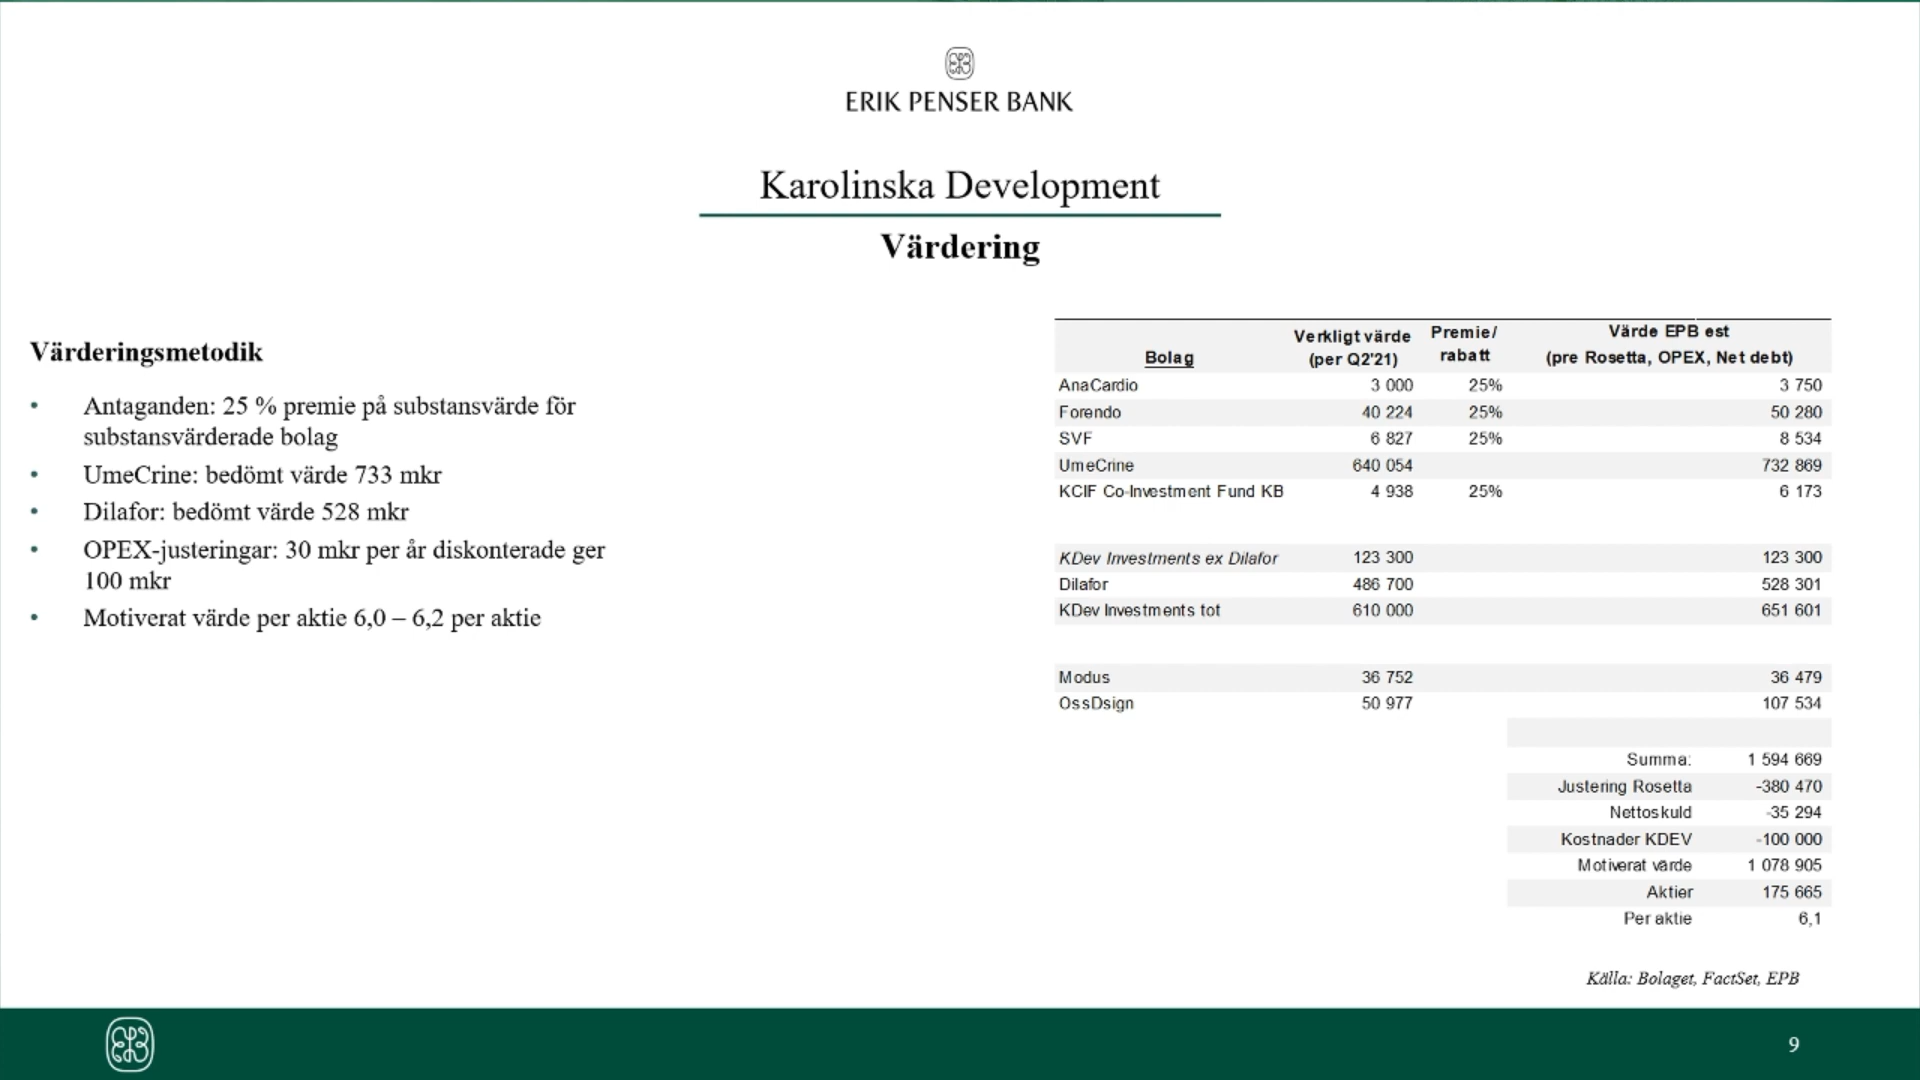 ERIK PENSER BANK
Karolinska Development
Värdering
Värderingsmetodik
• Antaganden: 25 % premie på substansvärde för
substansvärderade bolag
• UmeCrine: bedömt värde 733 mkr
• Dilafor: bedömt värde 528 mkr
• OPEX-justeringar: 30 mkr per år diskonterade ger
100 mkr
• Motiverat värde per aktie 6,0 – 6,2 per aktie
Verkligt värde Premie/ Värde EPB est
Bolag (per Q2'21) rabatt (pre Rosetta, OPEX, Net debt)
AnaCardio 3 000 25% 3 750
Forendo 40 224 25% 50 280
SVF 6 827 25% 8 534
UmeCrine 640 054 732 869
KCIF Co-Investment Fund KB 4 938 25% 6 173
KDev Investments ex Dilafor 123 300 123 300
Dilafor 486 700 528 301
KDev Investments tot 610 000 651 601
Modus 36 752 36 479
OssDsign 50 977 107 534
Summa: 1 594 669
Justering Rosetta -380 470
Nettoskuld -35 294
Kostnader KDEV -100 000
Motiverat värde 1 078 905
Aktier 175 665
Per aktie 6,1
Källa: Bolaget, FactSet, EPB
9